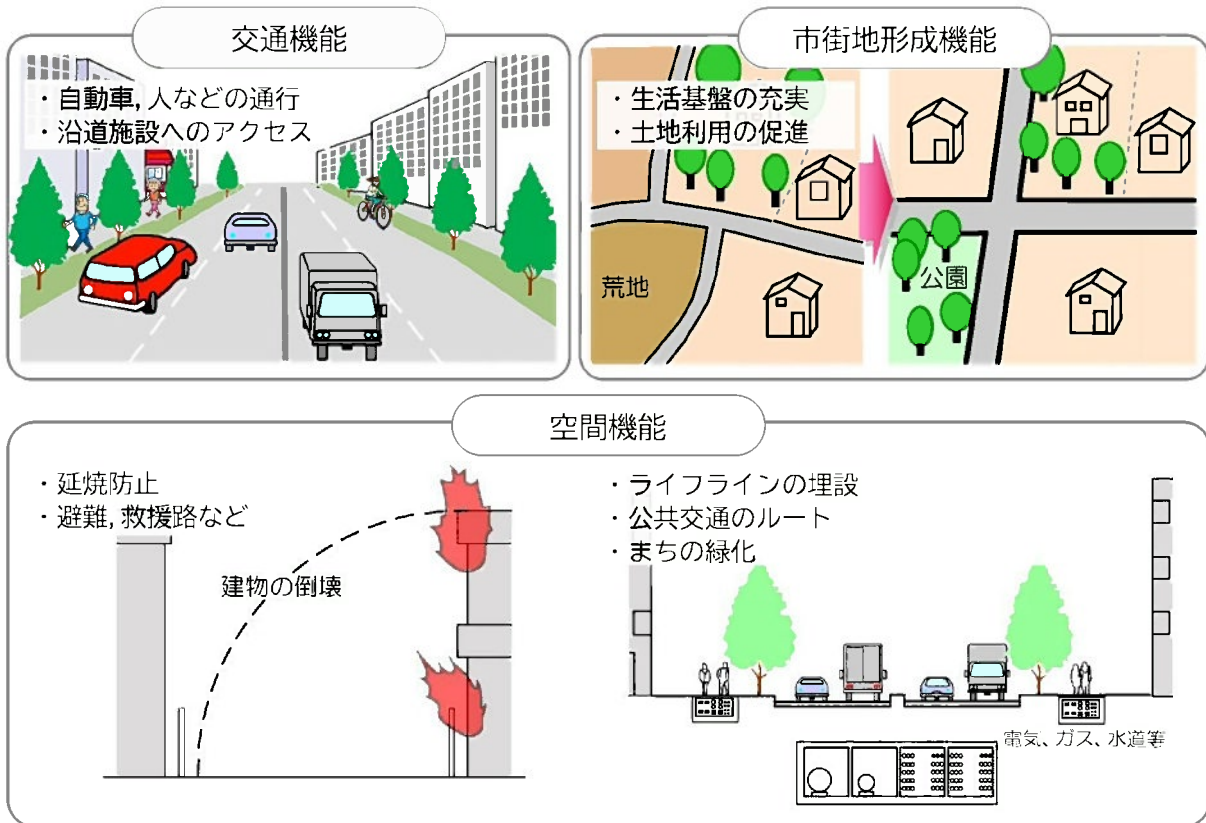 交通機能
・自動車,人などの通行
・沿道施設へのアクセス
市街地形成機能
・生活基盤の充実
・土地利用の促進
荒地
公園
空間機能
・延焼防止
・避難,救援路など
建物の倒壊
・ライフラインの埋設
・公共交通のルート
・まちの緑化
電気、ガス、水道等